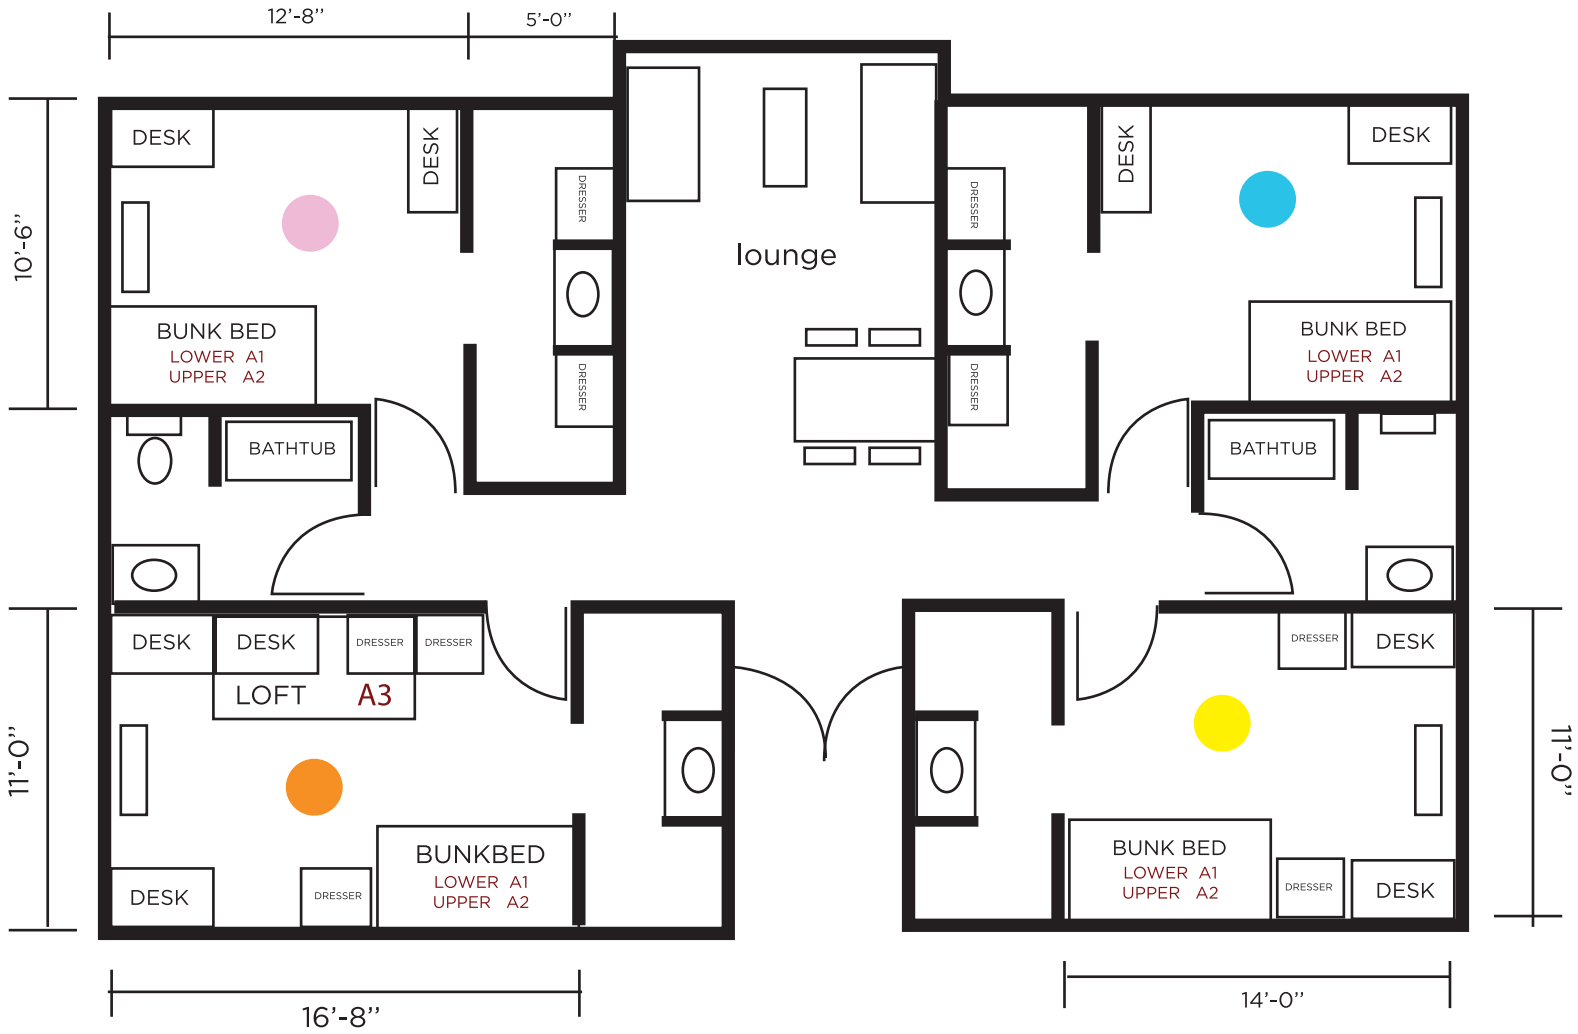 12’-8”
5’-0”
DESK
DESK
DESK
DESK
DRESSER
DRESSER
10’-6”
lounge
BUNK BED
LOWER A1
UPPER A2
BUNK BED
LOWER A1
UPPER A2
DRESSER
DRESSER
BATHTUB
BATHTUB
DESK
DESK
DRESSER
DRESSER
DRESSER
DESK
LOFT A3
11’-0”
11’-0”
BUNKBED
LOWER A1
UPPER A2
BUNK BED
LOWER A1
UPPER A2
DESK
DRESSER
DRESSER
DESK
16’-8”
14’-0”